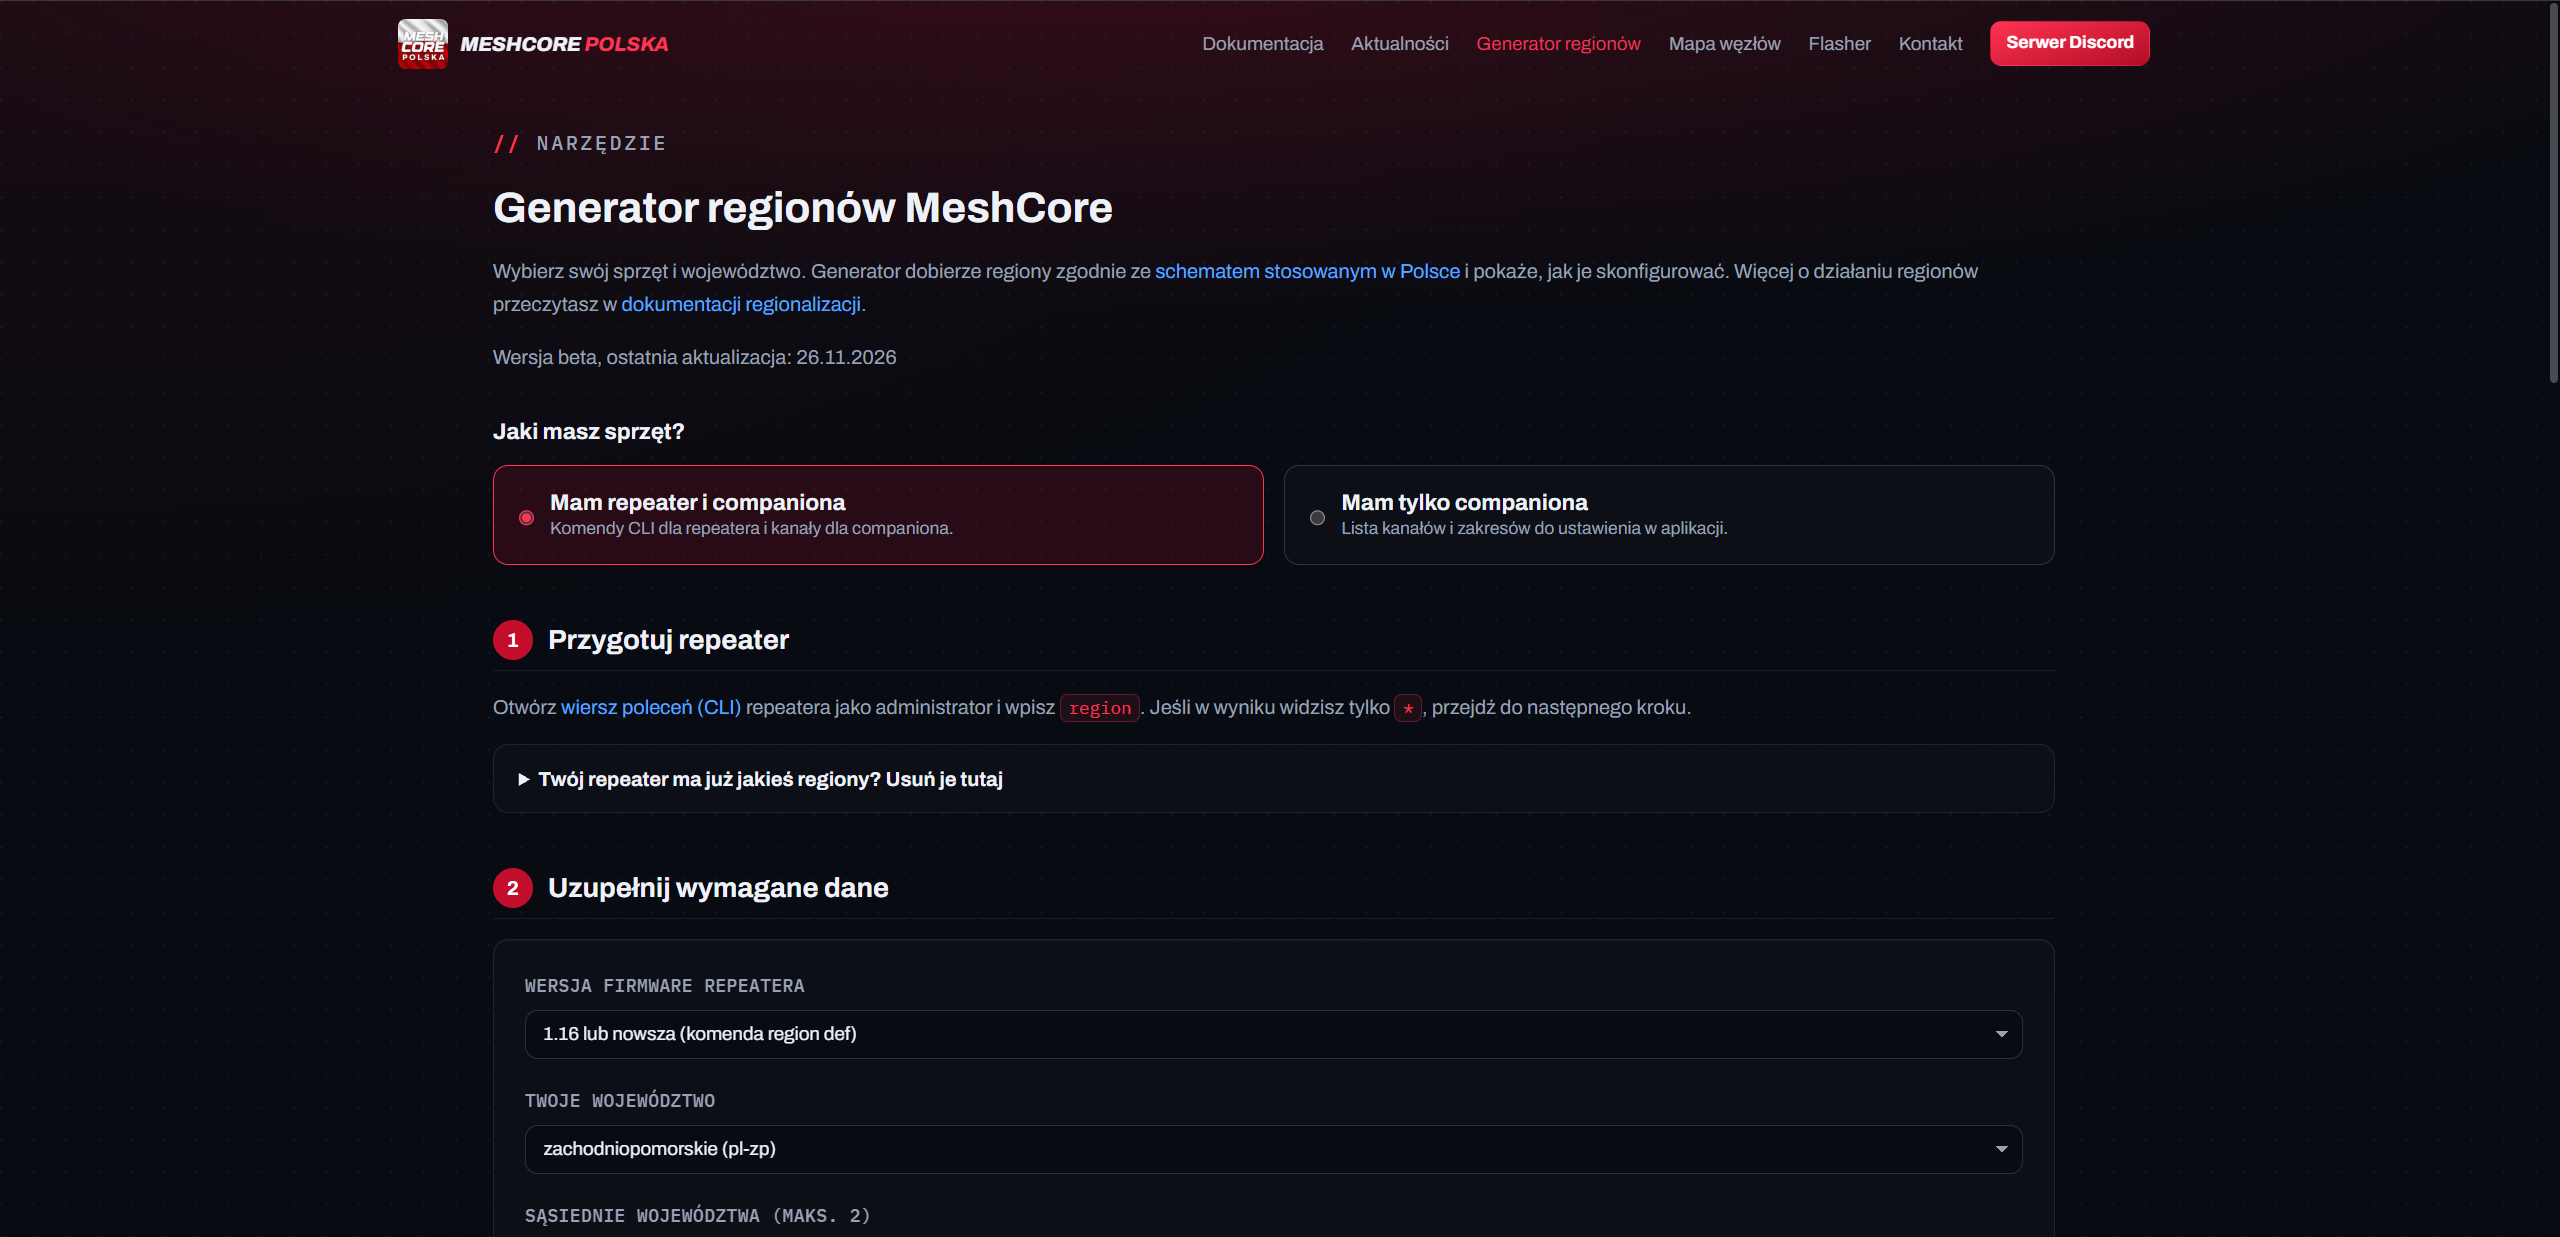 MESH
CORE
POLSKA
MESHCORE POLSKA
Dokumentacja
Aktualności
Generator regionów
Mapa węzłów
Flasher
Kontakt
Serwer Discord
// NARZĘDZIE
Generator regionów MeshCore
Wybierz swój sprzęt i województwo. Generator dobierze regiony zgodnie ze schematem stosowanym w Polsce i pokaże, jak je skonfigurować. Więcej o działaniu regionów
przeczytasz w dokumentacji regionalizacji.
Wersja beta, ostatnia aktualizacja: 26.11.2026
Jaki masz sprzęt?
Mam repeater i companiona
Komendy CLI dla repeatera i kanały dla companiona.
Mam tylko companiona
Lista kanałów i zakresów do ustawienia w aplikacji.
1 Przygotuj repeater
Otwórz wiersz poleceń (CLI) repeatera jako administrator i wpisz region. Jeśli w wyniku widzisz tylko *, przejdź do następnego kroku.
Twój repeater ma już jakieś regiony? Usuń je tutaj
2 Uzupełnij wymagane dane
WERSJA FIRMWARE REPEATERA
1.16 lub nowsza (komenda region def)
TWOJE WOJEWÓDZTWO
zachodniopomorskie (pl-zp)
SĄSIEDNIE WOJEWÓDZTWA (MAKS. 2)